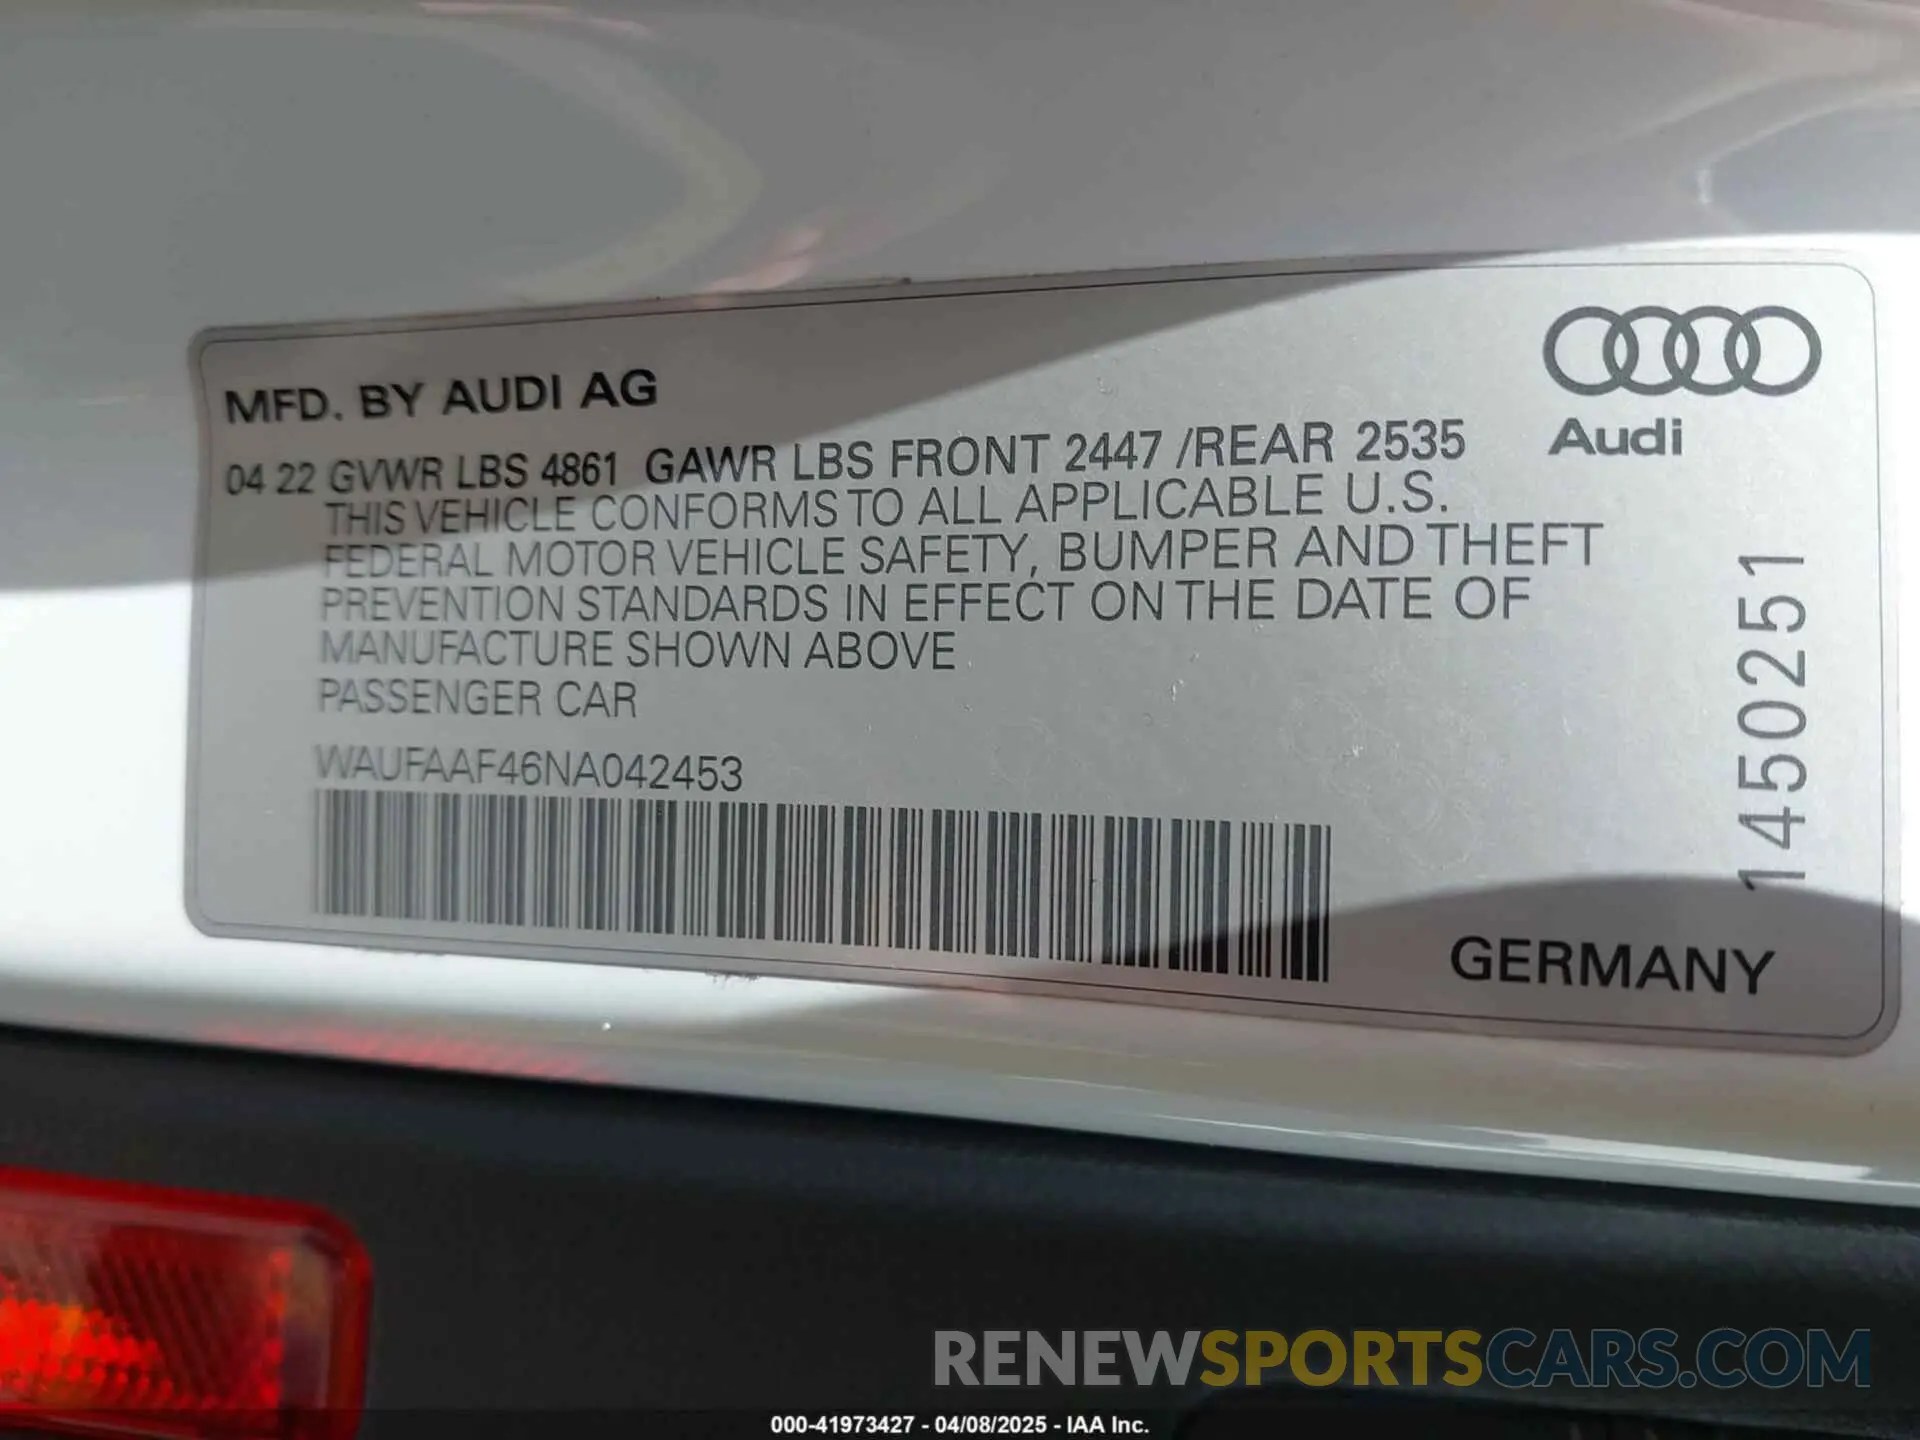 MFD. BY AUDI AG
Audi
04 22 GVWR LBS 4861 GAWR LBS FRONT 2447 /REAR 2535
THIS VEHICLE CONFORMS TO ALL APPLICABLE U.S.
FEDERAL MOTOR VEHICLE SAFETY, BUMPER AND THEFT
PREVENTION STANDARDS IN EFFECT ON THE DATE OF
MANUFACTURE SHOWN ABOVE
PASSENGER CAR
WAUFAAF46NA042453
1450251
GERMANY
RENEWSPORTSCARS.COM
000-41973427 - 04/08/2025 - IAA Inc.